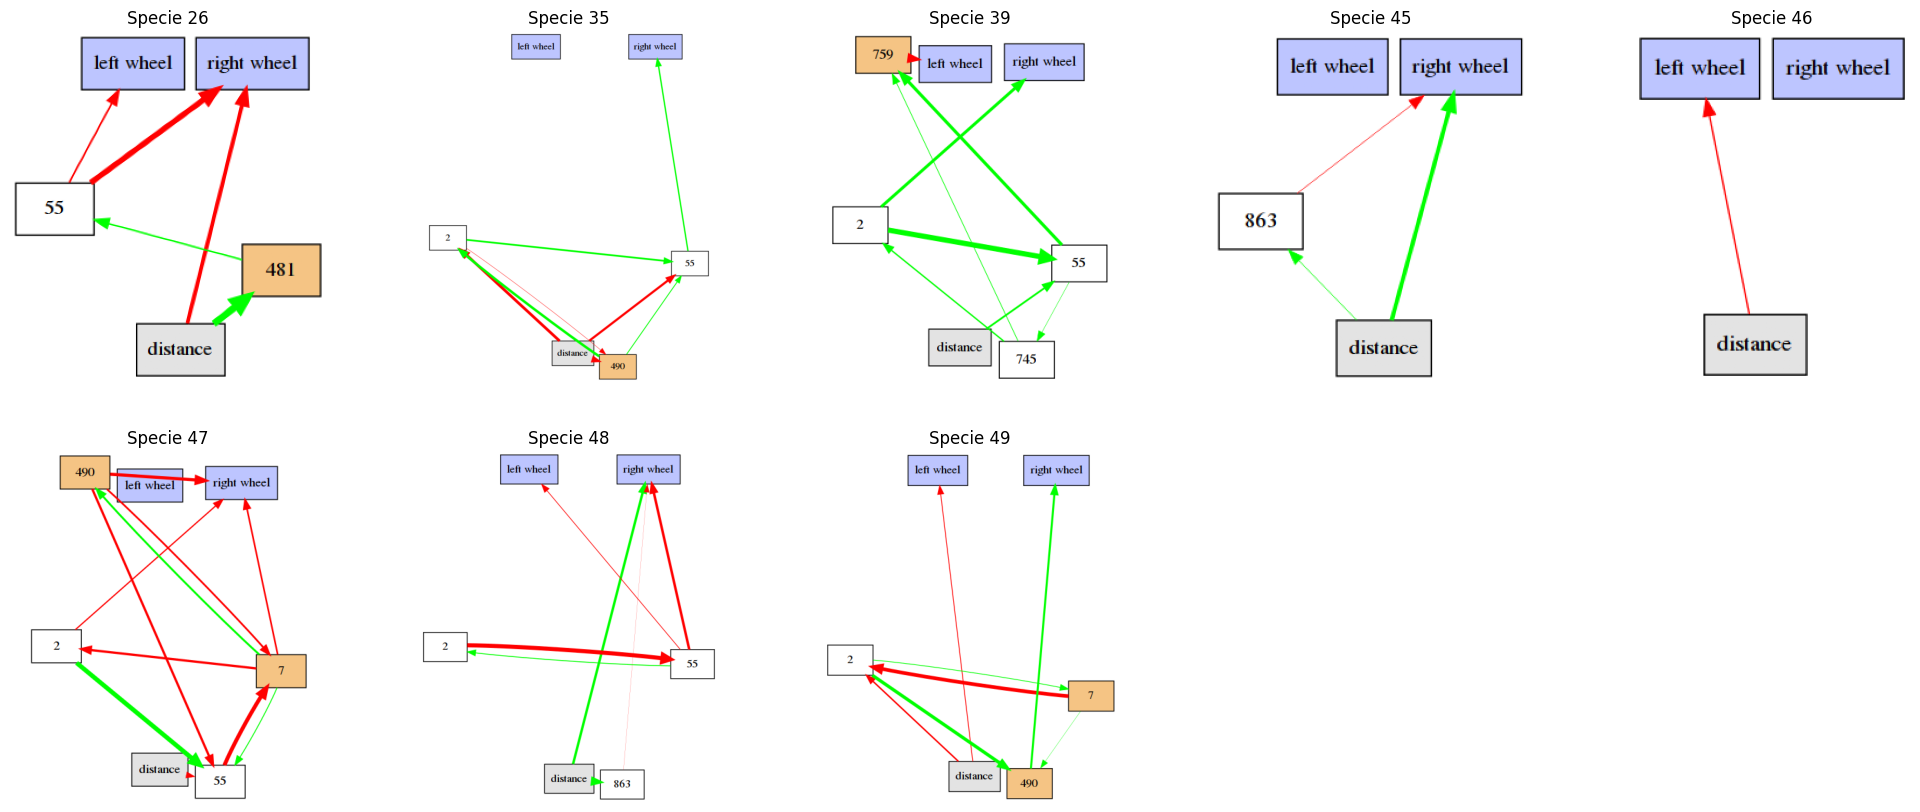 Specie 26
left wheel
right wheel
55
481
distance
Specie 35
left wheel
right wheel
2
55
distance
490
Specie 39
759
left wheel
right wheel
2
55
distance
745
Specie 45
left wheel
right wheel
863
distance
Specie 46
left wheel
right wheel
distance
Specie 47
490
left wheel
right wheel
2
7
distance
55
Specie 48
left wheel
right wheel
2
55
distance
863
Specie 49
left wheel
right wheel
2
7
distance
490